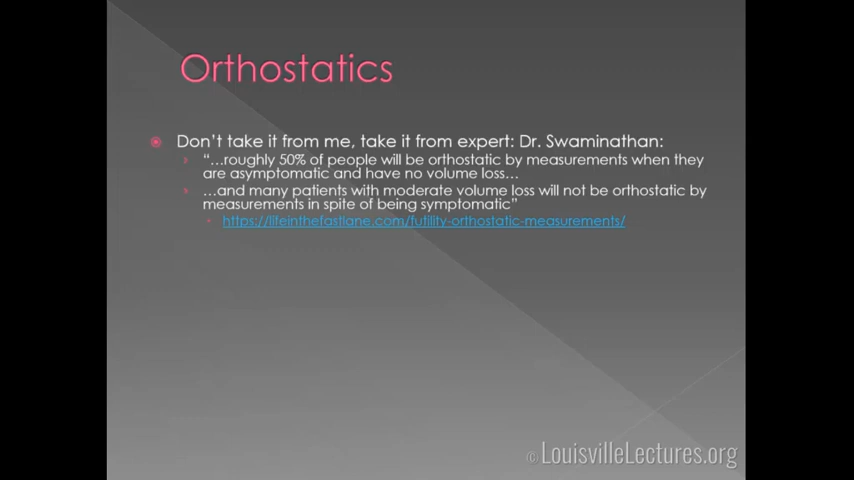 Orthostatics
Don't take it from me, take it from expert: Dr. Swaminathan:
"…roughly 50% of people will be orthostatic by measurements when they
are asymptomatic and have no volume loss…
…and many patients with moderate volume loss will not be orthostatic by
measurements in spite of being symptomatic"
https://lifeinthefastlane.com/futility-orthostatic-measurements/
© LouisvilleLectures.org